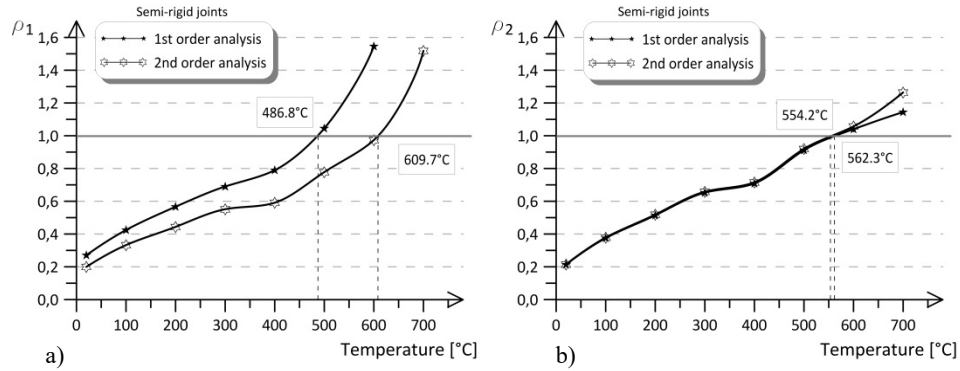 Semi-rigid joints
ρ1
1,6
1,4
1,2
1,0
0,8
0,6
0,4
0,2
0,0
1st order analysis
2nd order analysis
486.8°C
609.7°C
0 100 200 300 400 500 600 700
Temperature [°C]
a)
Semi-rigid joints
ρ2
1,6
1,4
1,2
1,0
0,8
0,6
0,4
0,2
0,0
1st order analysis
2nd order analysis
554.2°C
562.3°C
0 100 200 300 400 500 600 700
Temperature [°C]
b)